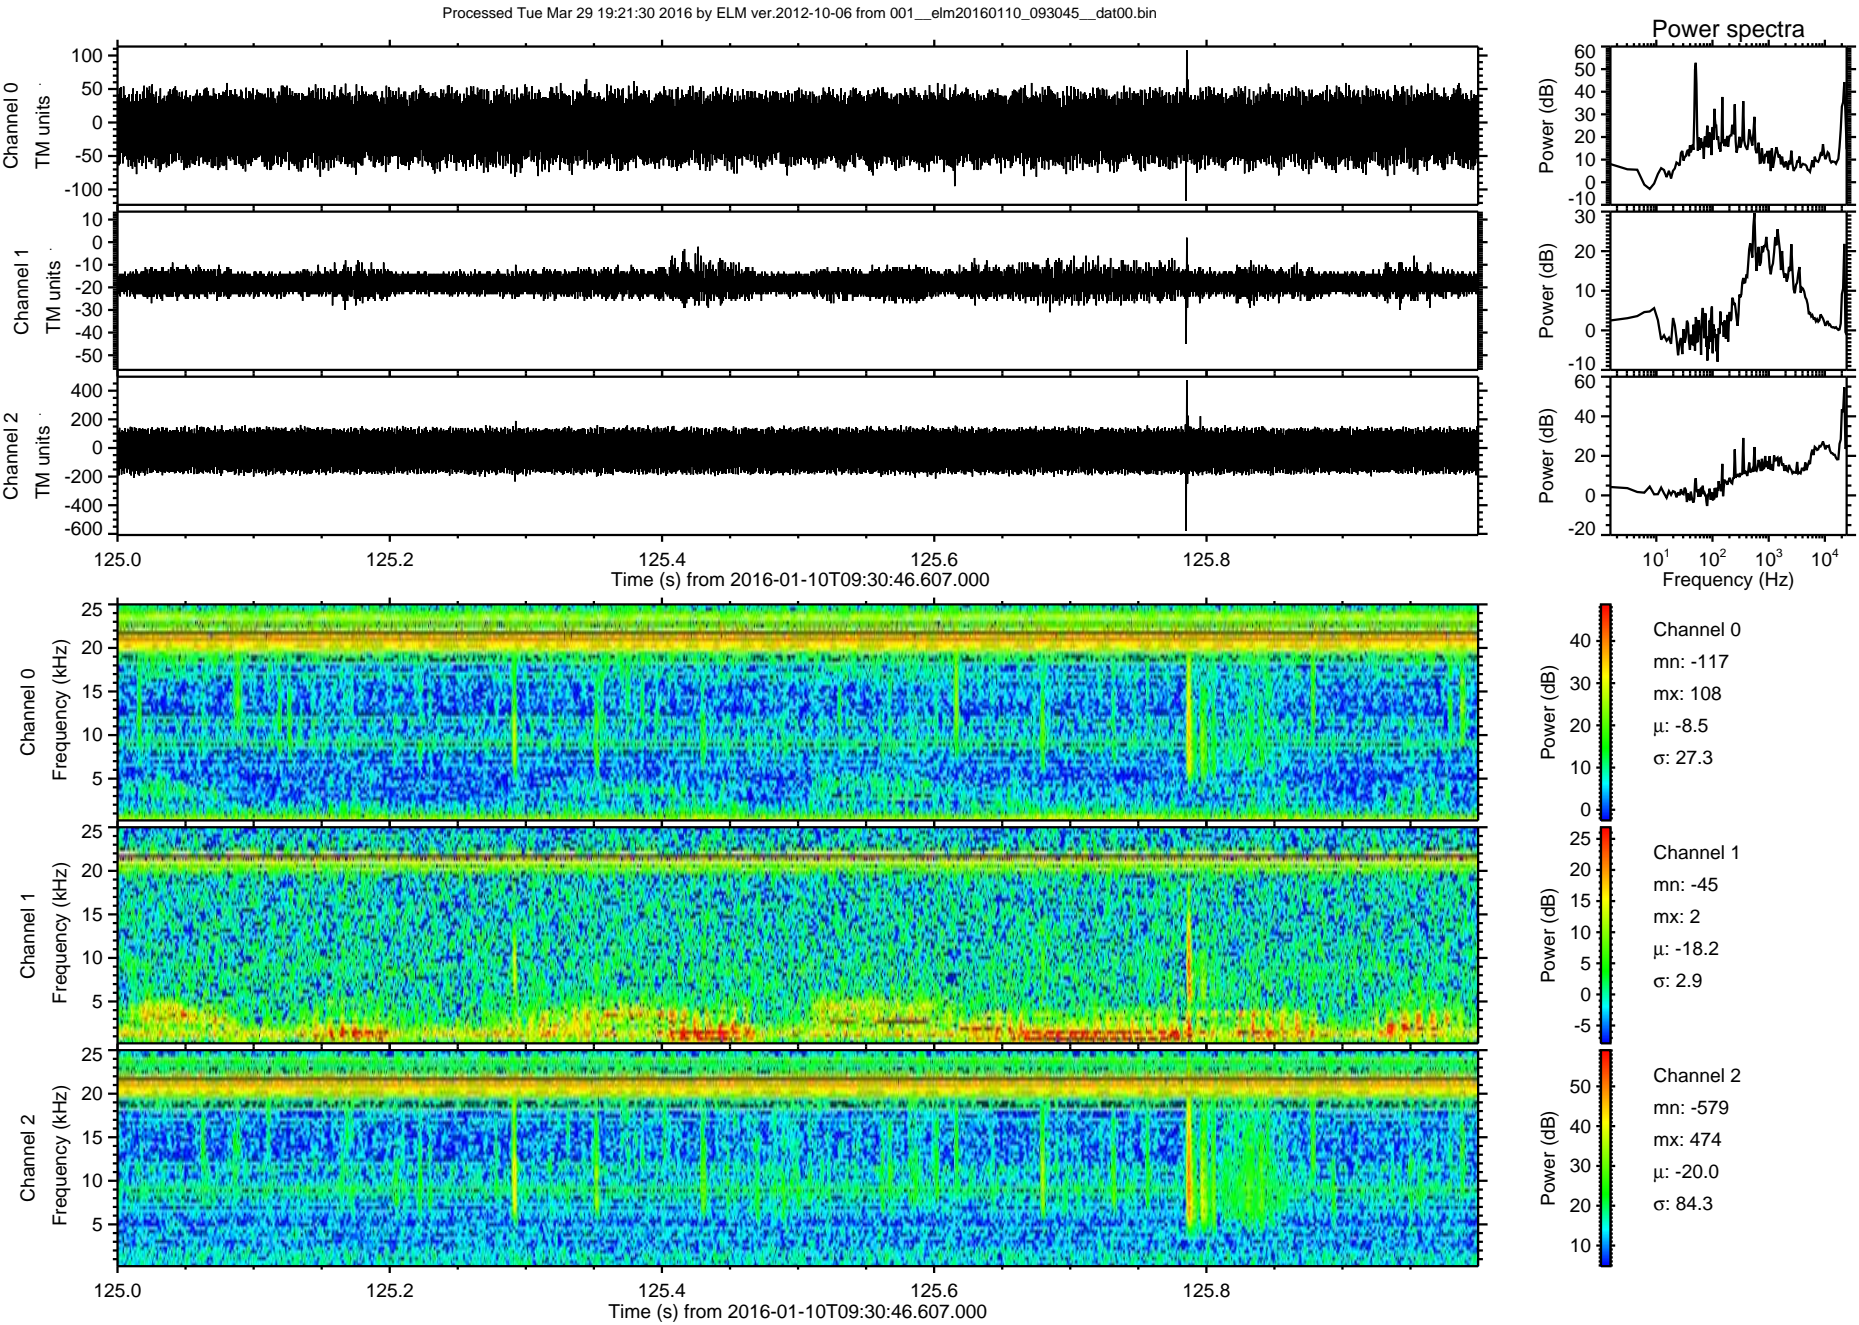 Processed Tue Mar 29 19:21:30 2016 by ELM ver.2012-10-06 from 001__elm20160110_093045__dat00.bin
Power spectra
Channel 0
TM units
100
50
0
-50
-100
Power (dB)
60
50
40
30
20
10
0
-10
Channel 1
TM units
10
0
-10
-20
-30
-40
-50
Power (dB)
30
20
10
0
-10
Channel 2
TM units
400
200
0
-200
-400
-600
Power (dB)
60
40
20
0
-20
125.0 125.2 125.4 125.6 125.8
Time (s) from 2016-01-10T09:30:46.607.000
10¹ 10² 10³ 10⁴
Frequency (Hz)
Channel 0
Frequency (kHz)
25
20
15
10
5
Power (dB)
40
30
20
10
0
Channel 0
mn: -117
mx: 108
μ: -8.5
σ: 27.3
Channel 1
Frequency (kHz)
25
20
15
10
5
Power (dB)
25
20
15
10
5
0
-5
Channel 1
mn: -45
mx: 2
μ: -18.2
σ: 2.9
Channel 2
Frequency (kHz)
25
20
15
10
5
Power (dB)
50
40
30
20
10
Channel 2
mn: -579
mx: 474
μ: -20.0
σ: 84.3
125.0 125.2 125.4 125.6 125.8
Time (s) from 2016-01-10T09:30:46.607.000